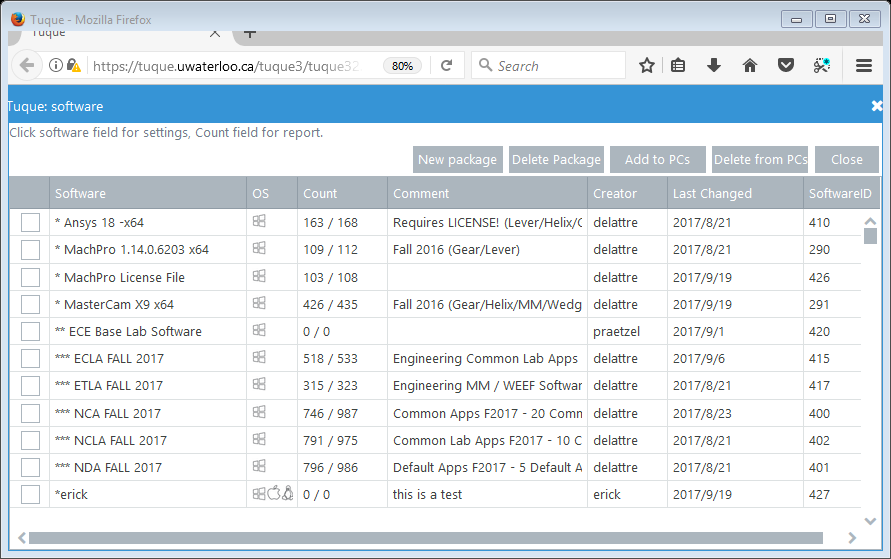 Tuque - Mozilla Firefox
Tuque
https://tuque.uwaterloo.ca/tuque3/tuque32 80% Search
Tuque: software
Click software field for settings, Count field for report.
New package Delete Package Add to PCs Delete from PCs Close
Software OS Count Comment Creator Last Changed SoftwareID
* Ansys 18 -x64 163 / 168 Requires LICENSE! (Lever/Helix/C delattre 2017/8/21 410
* MachPro 1.14.0.6203 x64 109 / 112 Fall 2016 (Gear/Lever) delattre 2017/8/21 290
* MachPro License File 103 / 108 delattre 2017/9/19 426
* MasterCam X9 x64 426 / 435 Fall 2016 (Gear/Helix/MM/Wedg delattre 2017/9/19 291
** ECE Base Lab Software 0 / 0 praetzel 2017/9/1 420
*** ECLA FALL 2017 518 / 533 Engineering Common Lab Apps delattre 2017/9/6 415
*** ETLA FALL 2017 315 / 323 Engineering MM / WEEF Softwar delattre 2017/8/21 417
*** NCA FALL 2017 746 / 987 Common Apps F2017 - 20 Comm delattre 2017/8/23 400
*** NCLA FALL 2017 791 / 975 Common Lab Apps F2017 - 10 C delattre 2017/8/21 402
*** NDA FALL 2017 796 / 986 Default Apps F2017 - 5 Default A delattre 2017/8/21 401
*erick 0 / 0 this is a test erick 2017/9/19 427